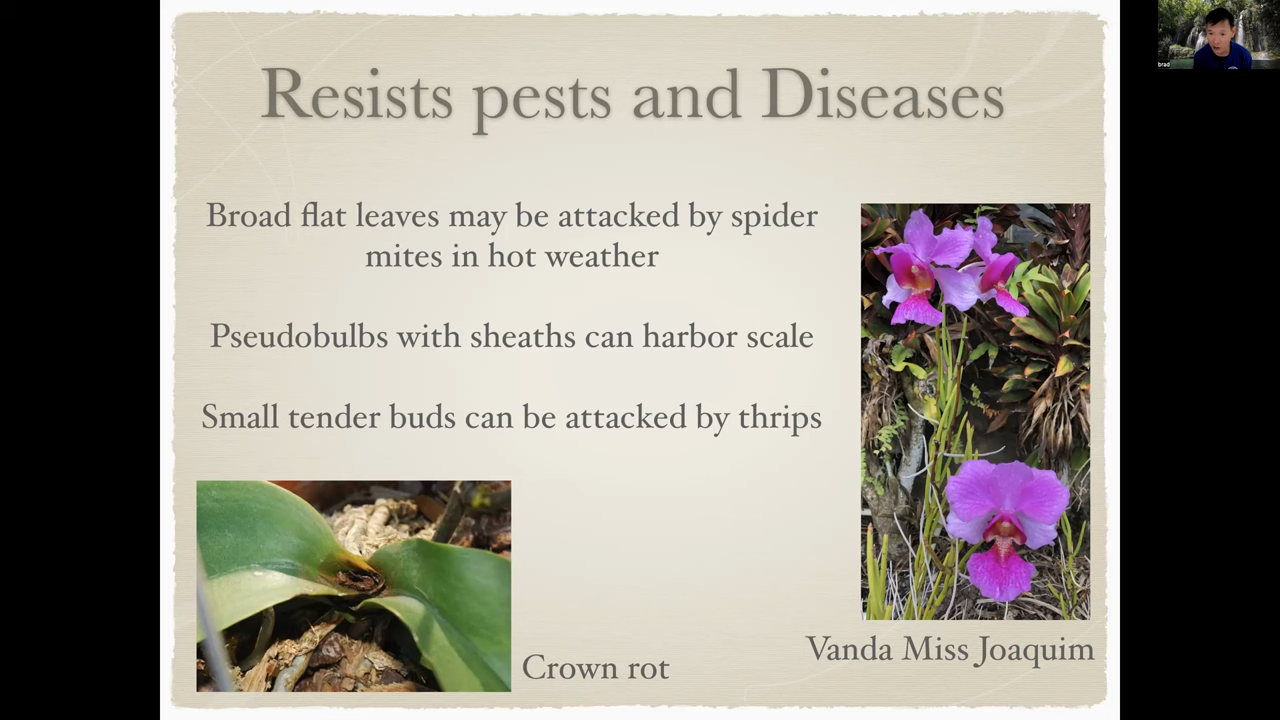 Resists pests and Diseases
Broad flat leaves may be attacked by spider
mites in hot weather
Pseudobulbs with sheaths can harbor scale
Small tender buds can be attacked by thrips
Crown rot
Vanda Miss Joaquim
brad